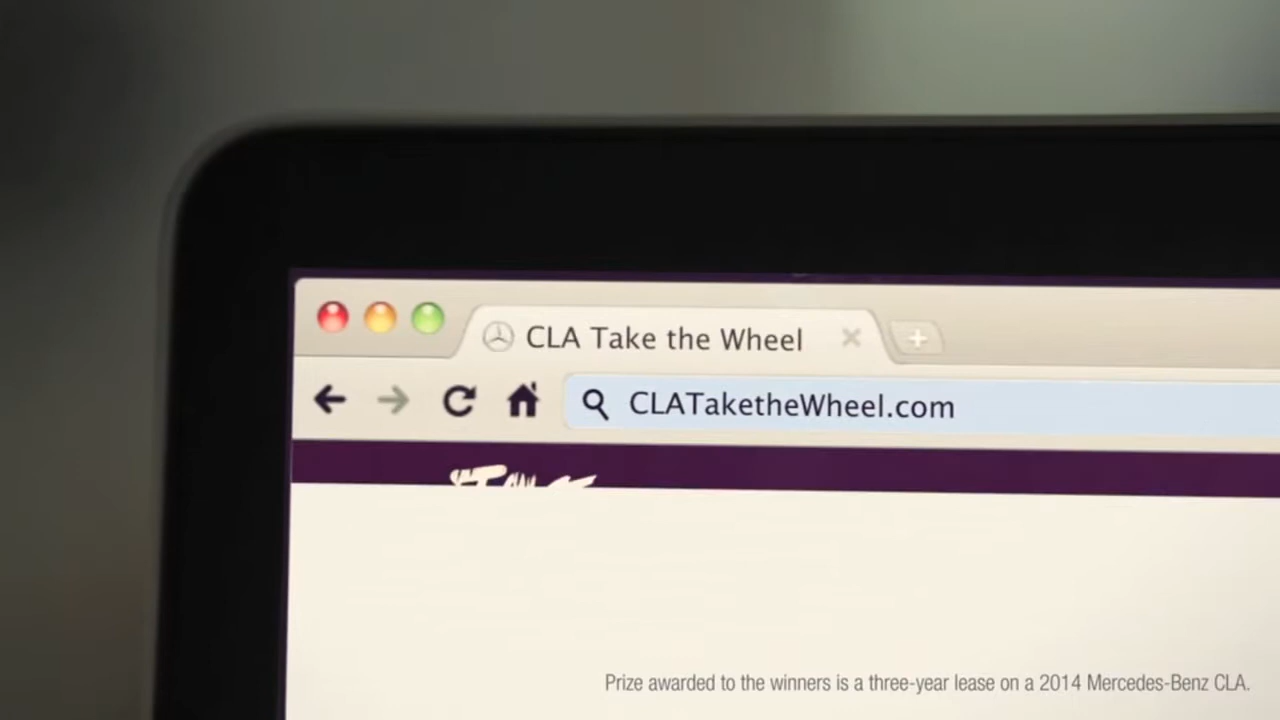 CLA Take the Wheel
CLATaketheWheel.com
Prize awarded to the winners is a three-year lease on a 2014 Mercedes-Benz CLA.